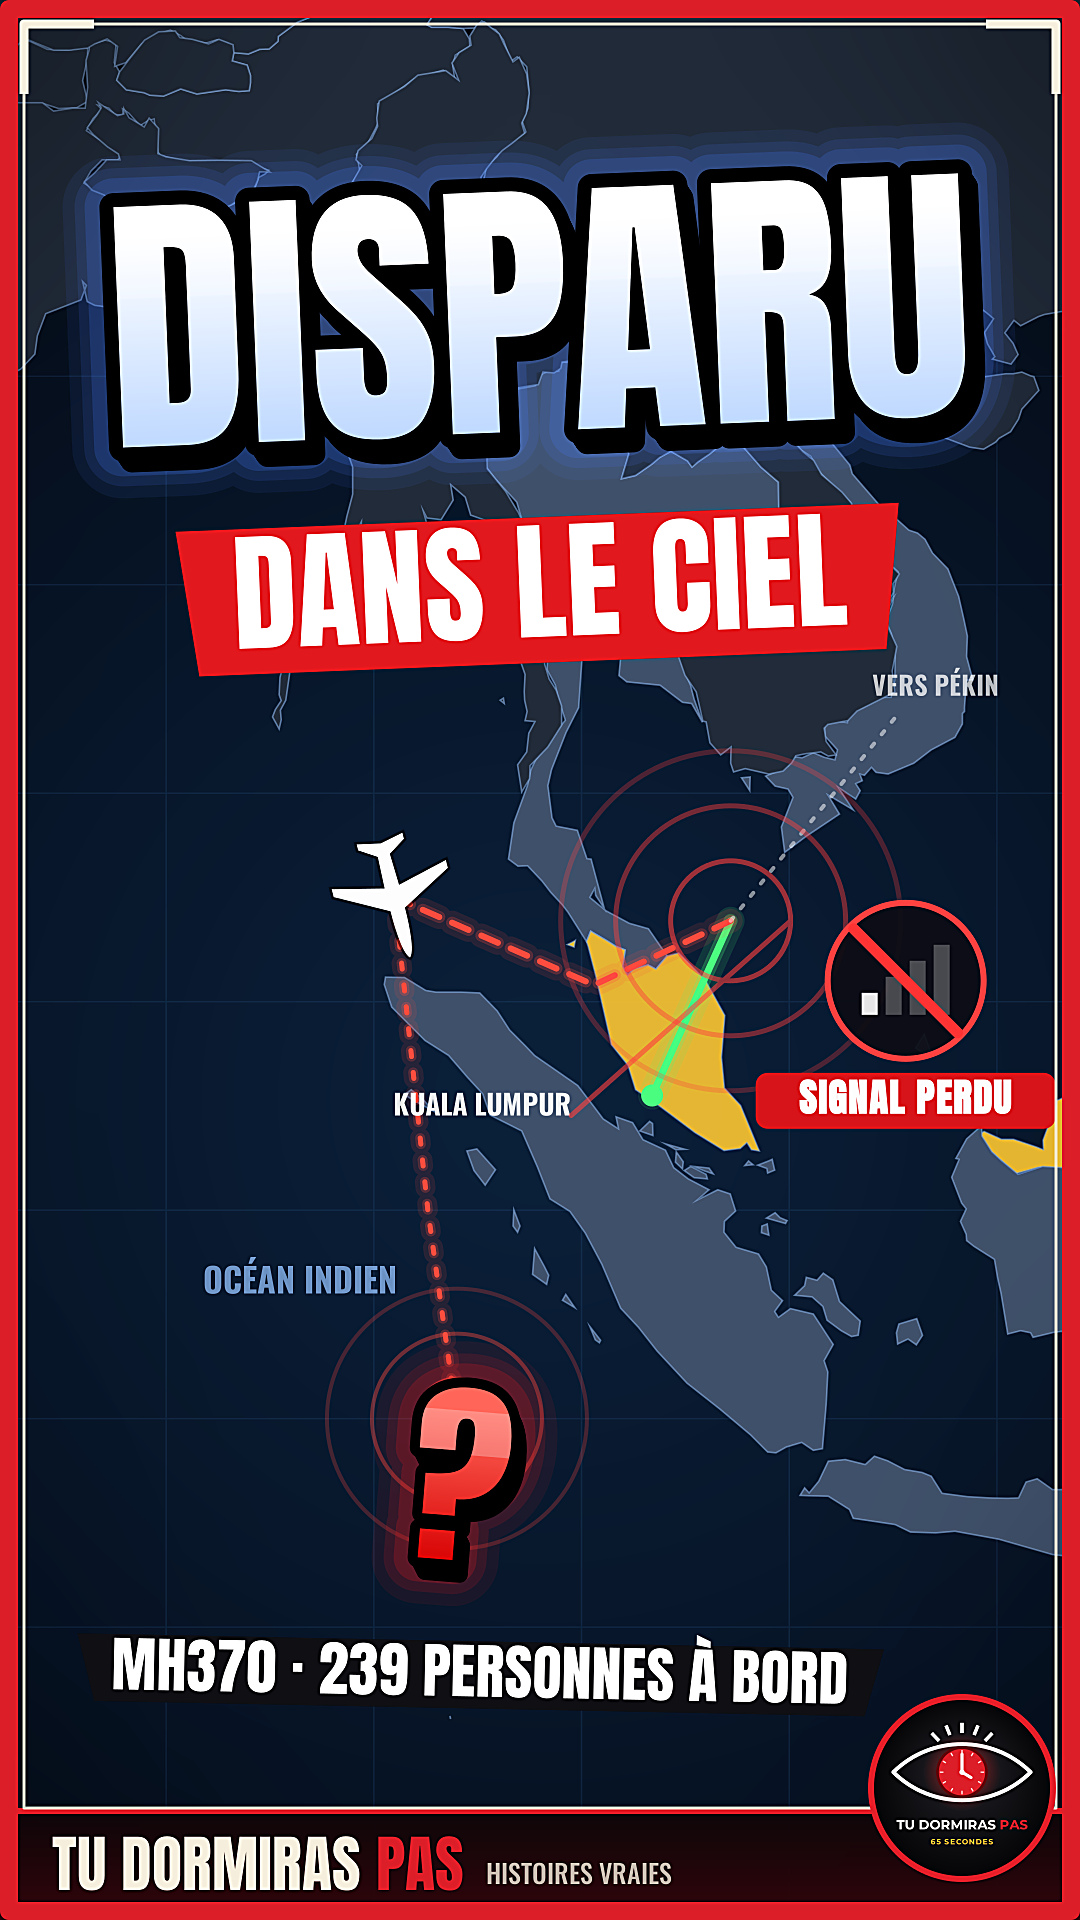 DISPARU
DANS LE CIEL
VERS PÉKIN
SIGNAL PERDU
KUALA LUMPUR
OCÉAN INDIEN
?
MH370 · 239 PERSONNES À BORD
TU DORMIRAS PAS
65 SECONDES
TU DORMIRAS PAS HISTOIRES VRAIES